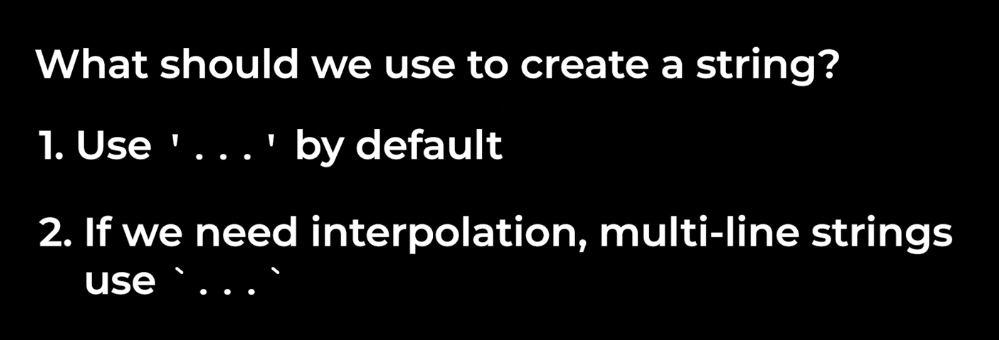 What should we use to create a string?
1. Use '...' by default
2. If we need interpolation, multi-line strings
use `...`